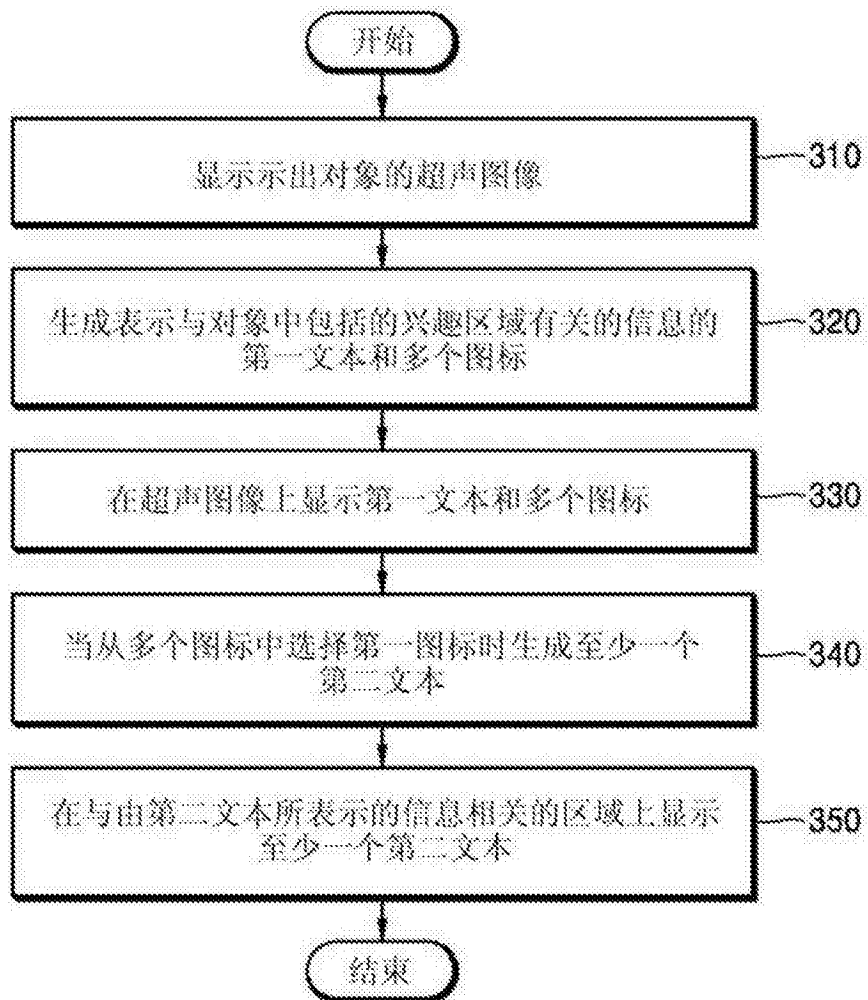 开始
显示示出对象的超声图像
310
生成表示与对象中包括的兴趣区域有关的信息的
第一文本和多个图标
320
在超声图像上显示第一文本和多个图标
330
当从多个图标中选择第一图标时生成至少一个
第二文本
340
在与由第二文本所表示的信息相关的区域上显示
至少一个第二文本
350
结束